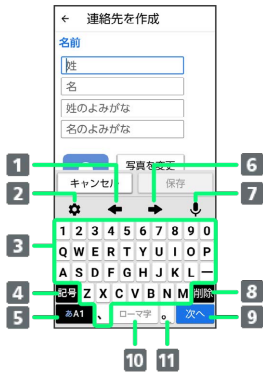 ← 連絡先を作成
名前
姓
名
姓のよみがな
名のよみがな
写真を変更
キャンセル 保存
1 6
2 7
1 2 3 4 5 6 7 8 9 0
3
Q W E R T Y U I O P
A S D F G H J K L ー
4 記号 Z X C V B N M 削除 8
5 あA1 、 ローマ字 。 次へ 9
10 11